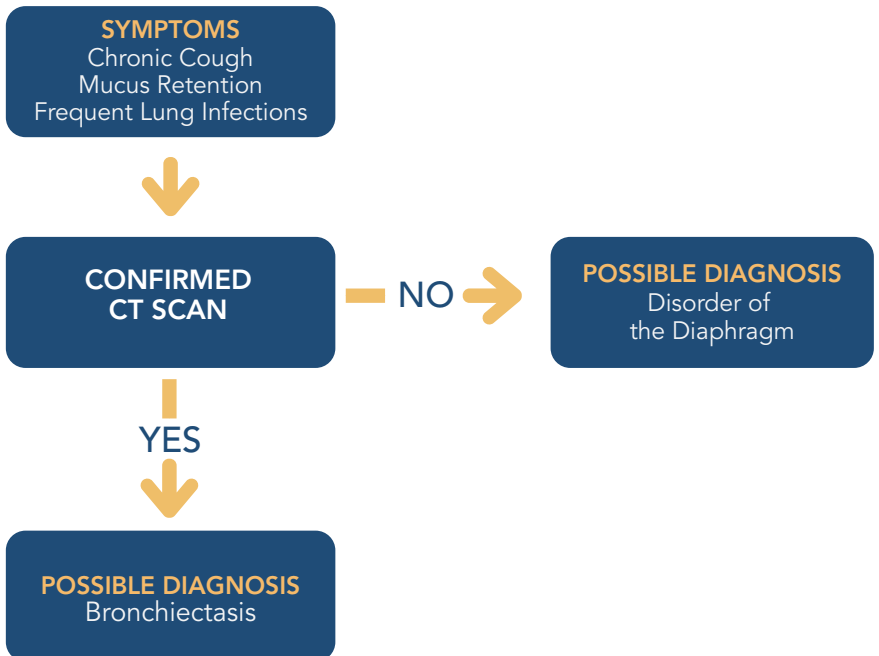 SYMPTOMS
Chronic Cough
Mucus Retention
Frequent Lung Infections
CONFIRMED
CT SCAN
NO
POSSIBLE DIAGNOSIS
Disorder of
the Diaphragm
YES
POSSIBLE DIAGNOSIS
Bronchiectasis